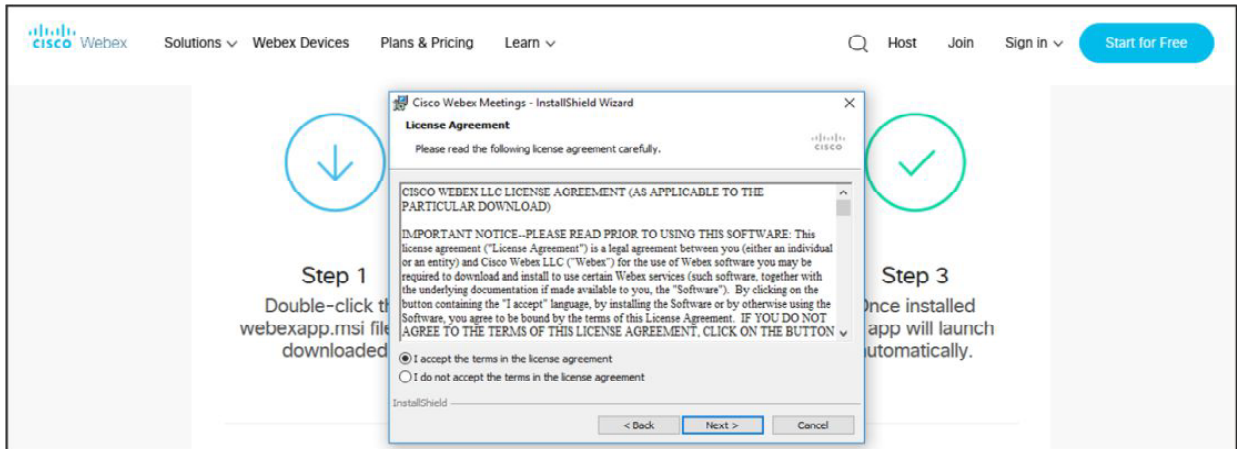 CISCO Webex Solutions Webex Devices Plans & Pricing Learn Host Join Sign in Start for Free
Cisco Webex Meetings - InstallShield Wizard
License Agreement
Please read the following license agreement carefully.
CISCO
CISCO WEBEX LLC LICENSE AGREEMENT (AS APPLICABLE TO THE
PARTICULAR DOWNLOAD)
IMPORTANT NOTICE--PLEASE READ PRIOR TO USING THIS SOFTWARE: This
license agreement ("License Agreement") is a legal agreement between you (either an individual
or an entity) and Cisco Webex LLC ("Webex") for the use of Webex software you may be
required to download and install to use certain Webex services (such software, together with
the underlying documentation if made available to you, the "Software"). By clicking on the
button containing the "I accept" language, by installing the Software or by otherwise using the
Software, you agree to be bound by the terms of this License Agreement. IF YOU DO NOT
AGREE TO THE TERMS OF THIS LICENSE AGREEMENT, CLICK ON THE BUTTON
I accept the terms in the license agreement
I do not accept the terms in the license agreement
InstallShield
< Back Next > Cancel
Step 1
Double-click
webexapp.msi
downloaded
Step 3
installed
app will launch